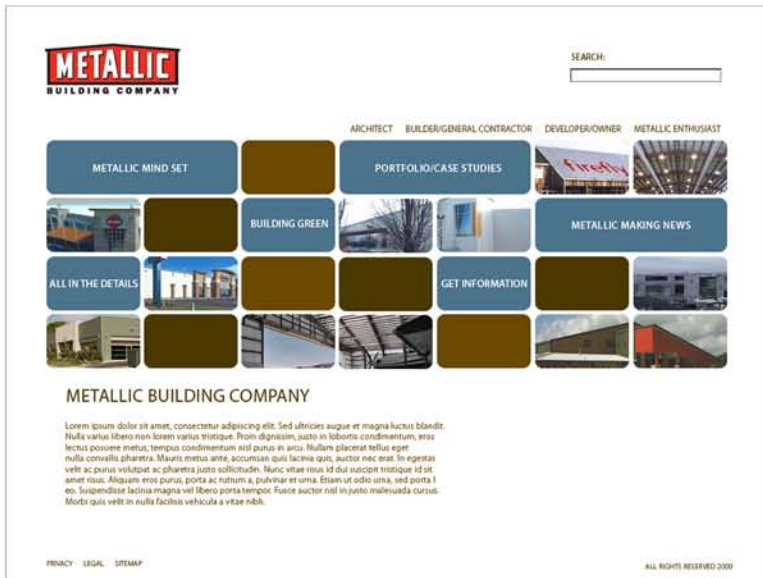 METALLIC
BUILDING COMPANY
SEARCH:
ARCHITECT BUILDER/GENERAL CONTRACTOR DEVELOPER/OWNER METALLIC ENTHUSIAST
METALLIC MIND SET
PORTFOLIO/CASE STUDIES
firefly
BUILDING GREEN
METALLIC MAKING NEWS
ALL IN THE DETAILS
GET INFORMATION
METALLIC BUILDING COMPANY
Lorem ipsum dolor sit amet, consectetur adipiscing elit. Sed ultricies augue et magna luctus blandit.
Nulla varius libero non lorem varius tristique. Proin dignissim, justo in lobortis condimentum, eros
lectus posuere metus, tempus condimentum nisl purus in arcu. Nullam placerat tellus eget
nulla convallis pharetra. Mauris metus ante, accumsan quis lacinia quis, auctor nec erat. In egestas
velit ac purus volutpat ac pharetra justo sollicitudin. Nunc vitae risus id dui suscipit tristique id sit
amet risus. Aliquam eros purus, porta ac rutrum a, pulvinar et urna. Etiam ut odio urna, sed porta l
eo. Suspendisse lacinia magna vel libero porta tempor. Fusce auctor nisl in justo malesuada cursus.
Morbi quis velit in nulla facilisis vehicula a vitae nibh.
PRIVACY LEGAL SITEMAP
ALL RIGHTS RESERVED 2009